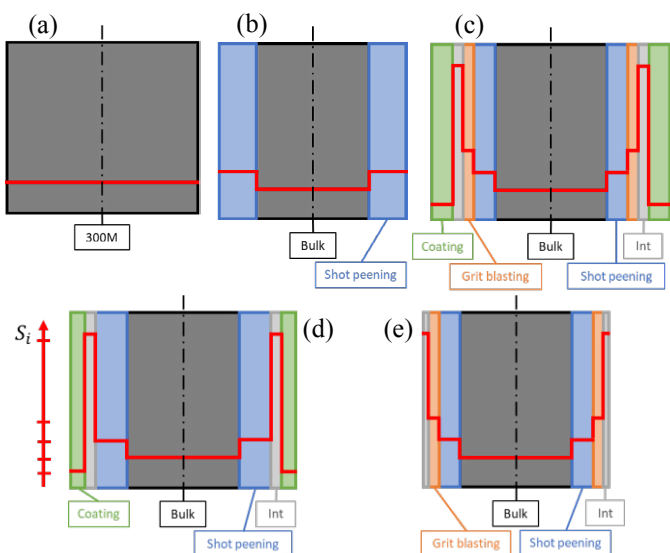 (a)
(b)
(c)
300M
Bulk
Shot peening
Coating
Grit blasting
Bulk
Shot peening
Int
S_i
(d)
(e)
Coating
Bulk
Shot peening
Int
Grit blasting
Bulk
Shot peening
Int